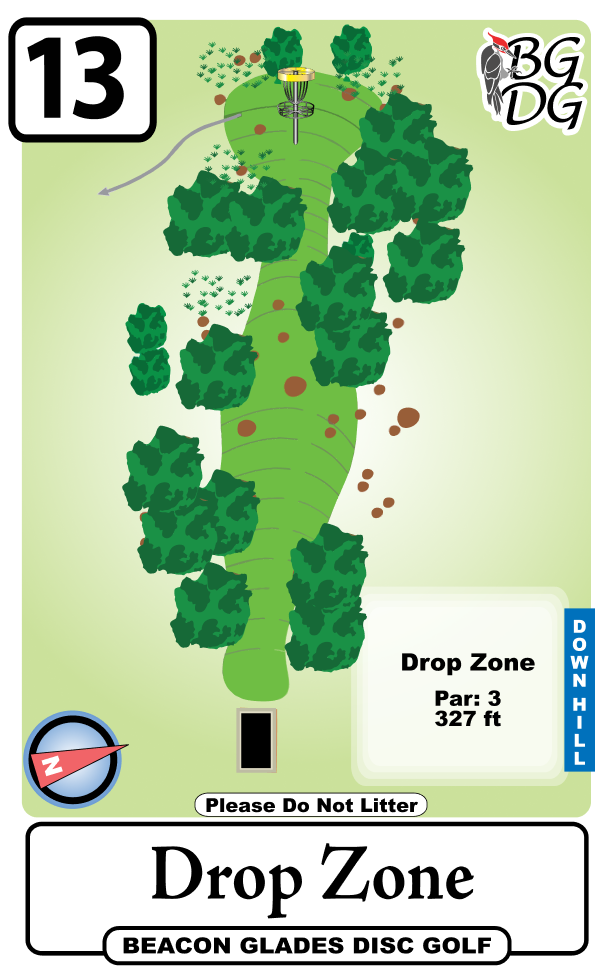 13
BG
DG
Drop Zone
Par: 3
327 ft
DOWN HILL
N
Please Do Not Litter
Drop Zone
BEACON GLADES DISC GOLF